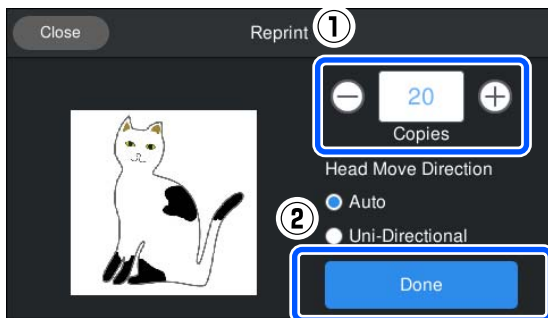 Close
Reprint
①
− 20 +
Copies
Head Move Direction
Auto
②
Uni-Directional
Done